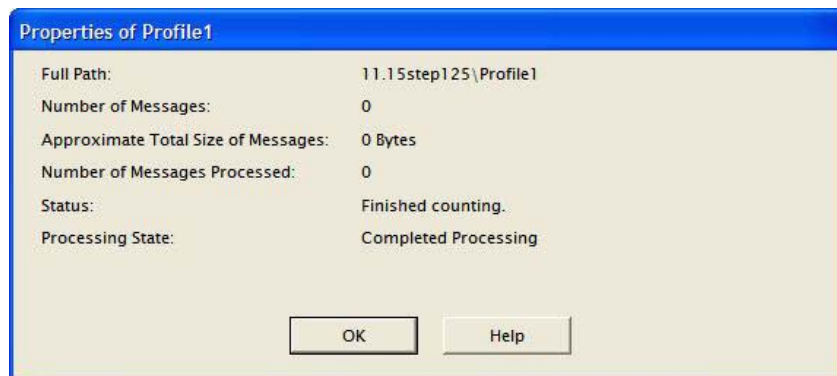 Properties of Profile1
Full Path: 11.15step125\Profile1
Number of Messages: 0
Approximate Total Size of Messages: 0 Bytes
Number of Messages Processed: 0
Status: Finished counting.
Processing State: Completed Processing
OK Help